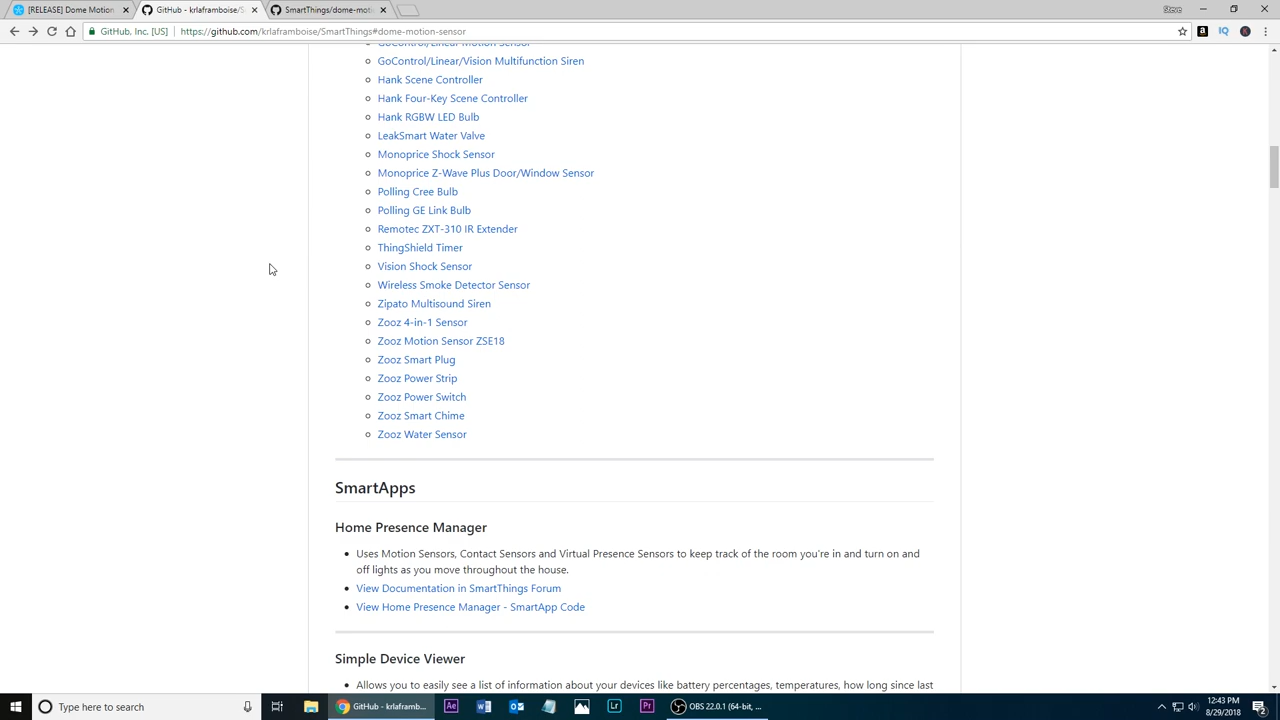 [RELEASE] Dome Motion
GitHub - krlaframboise/S
SmartThings/dome-moti
Steve
GitHub, Inc. [US]
https://github.com/krlaframboise/SmartThings#dome-motion-sensor
GoControl/Linear Motion Sensor
GoControl/Linear/Vision Multifunction Siren
Hank Scene Controller
Hank Four-Key Scene Controller
Hank RGBW LED Bulb
LeakSmart Water Valve
Monoprice Shock Sensor
Monoprice Z-Wave Plus Door/Window Sensor
Polling Cree Bulb
Polling GE Link Bulb
Remotec ZXT-310 IR Extender
ThingShield Timer
Vision Shock Sensor
Wireless Smoke Detector Sensor
Zipato Multisound Siren
Zooz 4-in-1 Sensor
Zooz Motion Sensor ZSE18
Zooz Smart Plug
Zooz Power Strip
Zooz Power Switch
Zooz Smart Chime
Zooz Water Sensor
SmartApps
Home Presence Manager
Uses Motion Sensors, Contact Sensors and Virtual Presence Sensors to keep track of the room you're in and turn on and
off lights as you move throughout the house.
View Documentation in SmartThings Forum
View Home Presence Manager - SmartApp Code
Simple Device Viewer
Allows you to easily see a list of information about your devices like battery percentages, temperatures, how long since last
Type here to search
GitHub - krlaframb...
OBS 22.0.1 (64-bit, ...
12:43 PM
8/29/2018